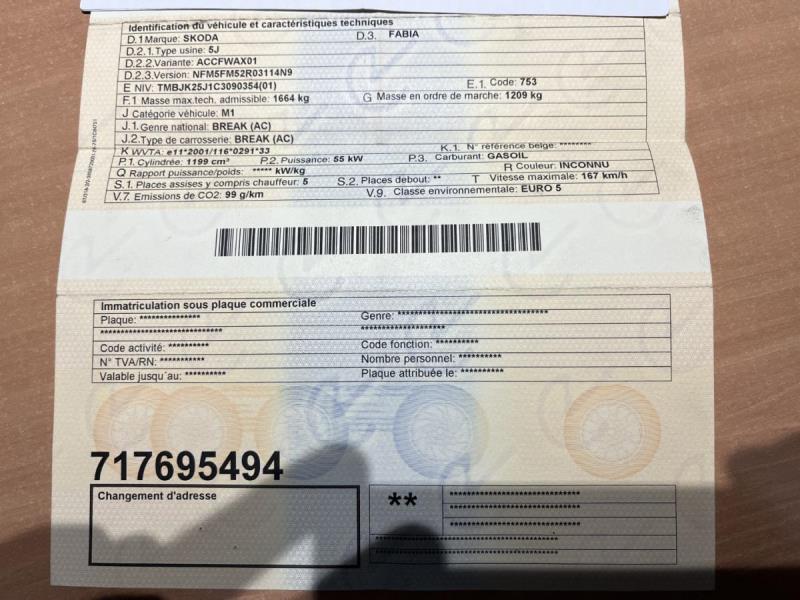 Identification du véhicule et caractéristiques techniques
D.1 Marque: SKODA D.3. FABIA
D.2.1. Type usine: 5J
D.2.2. Variante: ACCFWAX01
D.2.3. Version: NFM5FM52R03114N9
E NIV: TMBJK25J1C3090354(01) E.1. Code: 753
F.1 Masse max.tech. admissible: 1664 kg G Masse en ordre de marche: 1209 kg
J Catégorie véhicule: M1
J.1. Genre national: BREAK (AC)
J.2. Type de carrosserie: BREAK (AC)
K WVTA: e11*2001/116*0291*33 K.1. N° référence belge: ********
P.1. Cylindrée: 1199 cm³ P.2. Puissance: 55 kW P.3. Carburant: GASOIL
Q Rapport puissance/poids: ***** kW/kg R Couleur: INCONNU
S.1. Places assises y compris chauffeur: 5 S.2. Places debout: ** T Vitesse maximale: 167 km/h
V.7. Emissions de CO2: 99 g/km V.9. Classe environnementale: EURO 5
Immatriculation sous plaque commerciale
Plaque: *************** Genre: **********************************
****************************** ********************
Code activité: ********** Code fonction: **********
N° TVA/RN: *********** Nombre personnel: **********
Valable jusqu'au: ********** Plaque attribuée le: **********
717695494
Changement d'adresse
**
******************************
******************************
******************************
******************************************
******************************************